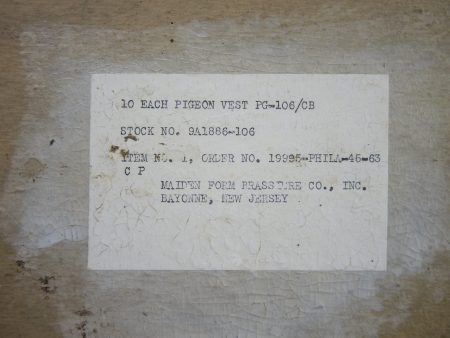 10 EACH PIGEON VEST PG-106/CB
STOCK NO. 9A1886-106
ITEM NO. 1, ORDER NO. 19995-PHILA-45-63
C P
MAIDEN FORM BRASSIERE CO., INC.
BAYONNE, NEW JERSEY